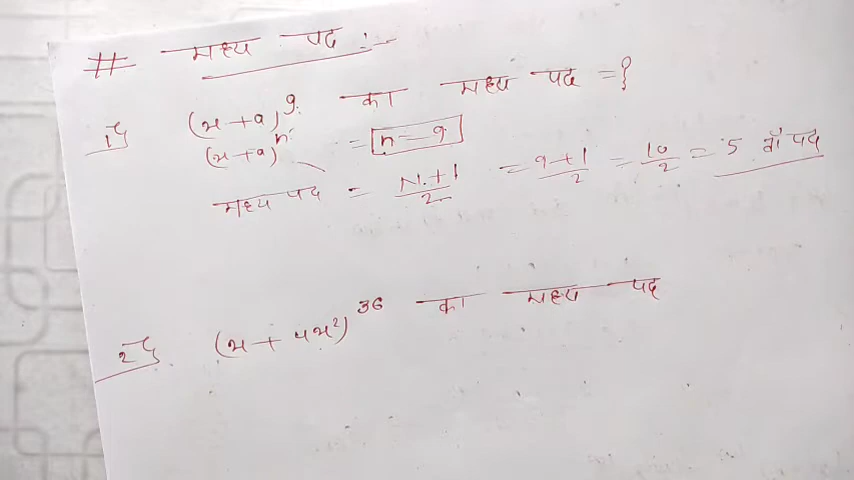 # मध्य पद :-
1. (x+a)^9 का मध्य पद = ?
(x+a)^n = n = 9
मध्य पद = N+1/2 = 9+1/2 = 10/2 = 5 वाँ पद
2. (x + 4x²)^36 का मध्य पद